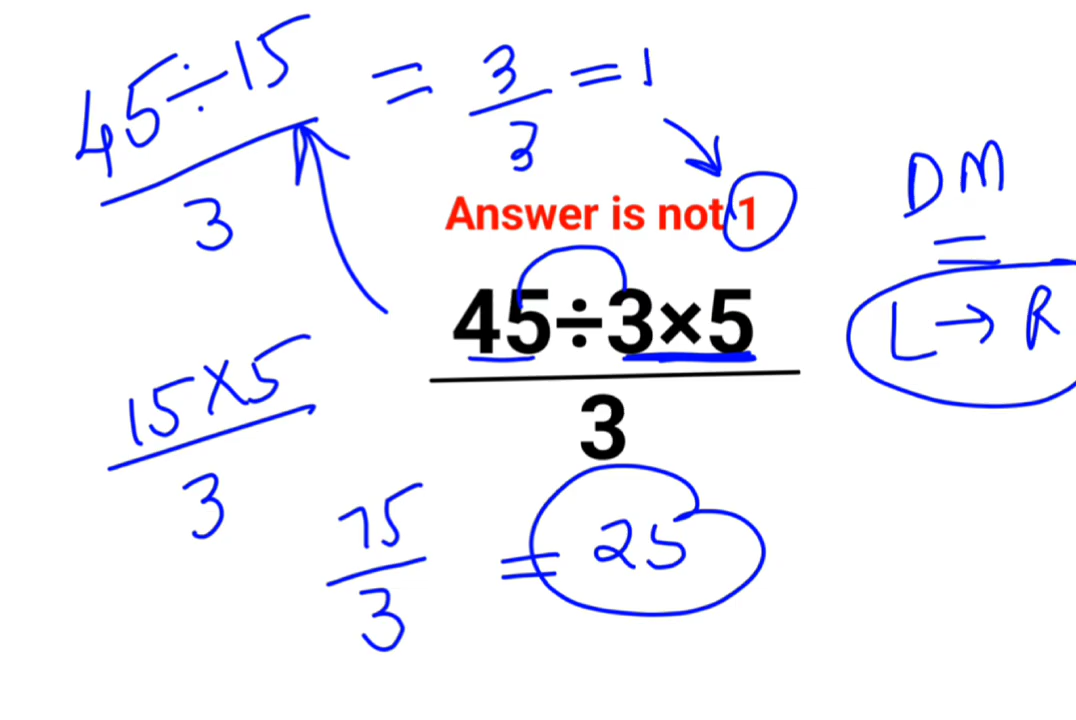 45÷15 = 3 = 1
3 3
DM
Answer is not 1
45÷3×5
3
L → R
15×5
3
75 = 25
3